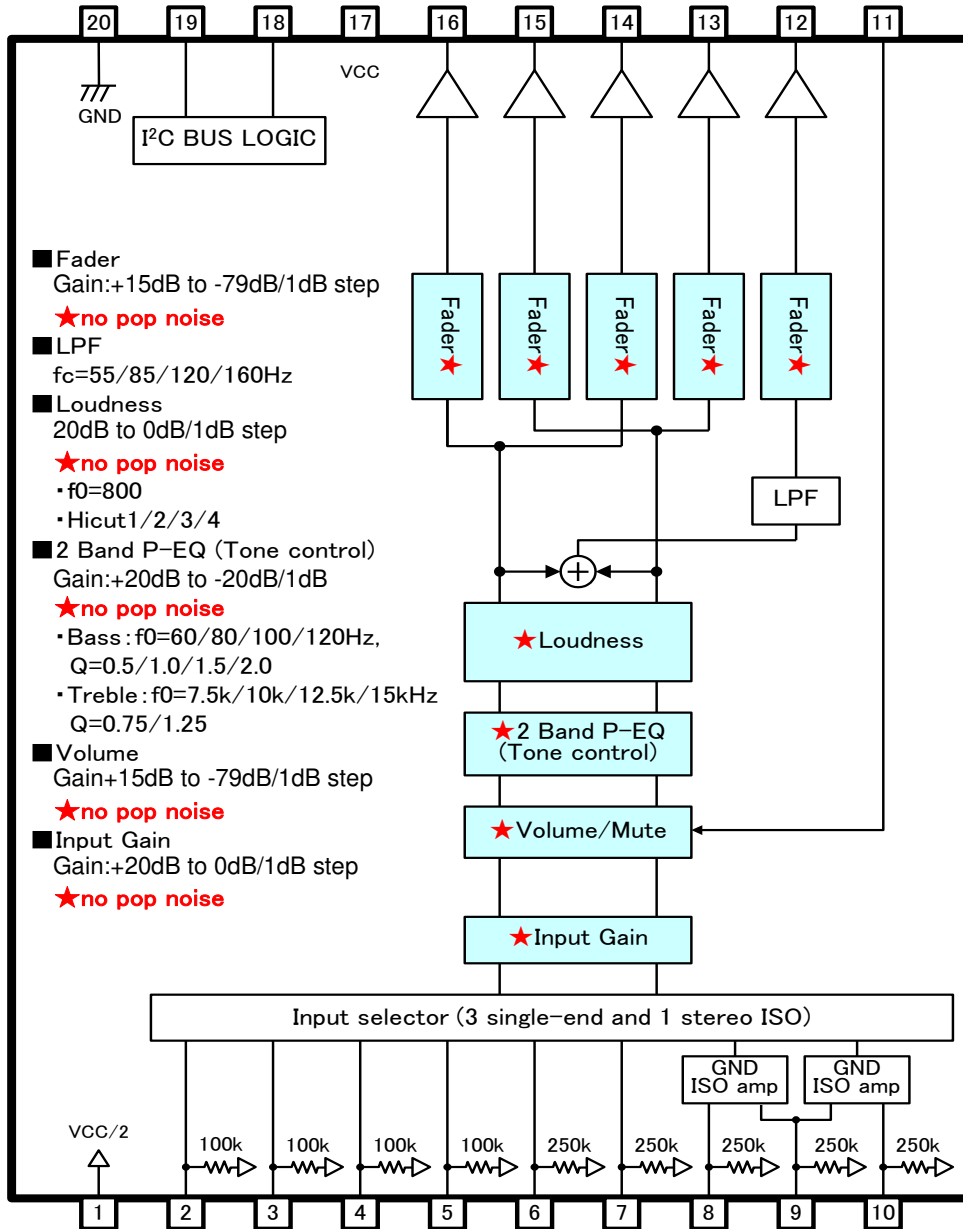 20 19 18 17 16 15 14 13 12 11
VCC
GND
I²C BUS LOGIC
■Fader
Gain:+15dB to -79dB/1dB step
★no pop noise
■LPF
fc=55/85/120/160Hz
■Loudness
20dB to 0dB/1dB step
★no pop noise
・f0=800
・Hicut1/2/3/4
■2 Band P-EQ (Tone control)
Gain:+20dB to -20dB/1dB
★no pop noise
・Bass:f0=60/80/100/120Hz,
Q=0.5/1.0/1.5/2.0
・Treble:f0=7.5k/10k/12.5k/15kHz
Q=0.75/1.25
■Volume
Gain+15dB to -79dB/1dB step
★no pop noise
■Input Gain
Gain:+20dB to 0dB/1dB step
★no pop noise
Fader★
Fader★
Fader★
Fader★
Fader★
LPF
+
★Loudness
★2 Band P-EQ
(Tone control)
★Volume/Mute
★Input Gain
Input selector (3 single-end and 1 stereo ISO)
GND
ISO amp
GND
ISO amp
VCC/2
100k 100k 100k 100k 250k 250k 250k 250k 250k
1 2 3 4 5 6 7 8 9 10